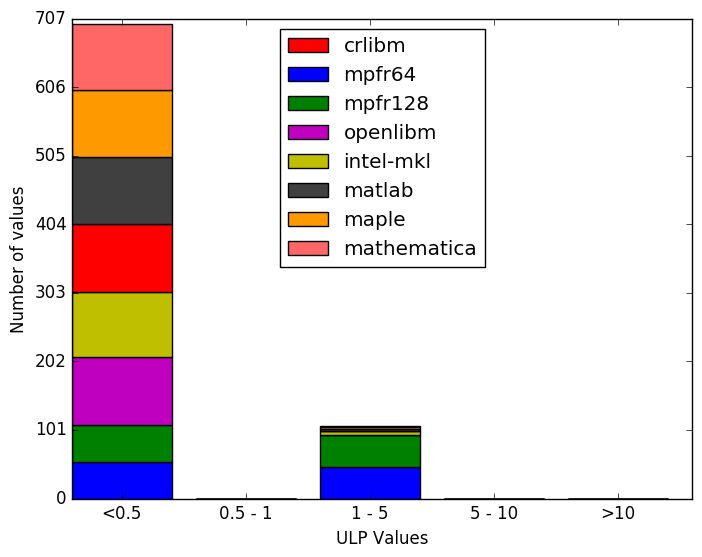 707
606
505
404
303
202
101
0
Number of values
crlibm
mpfr64
mpfr128
openlibm
intel-mkl
matlab
maple
mathematica
<0.5
0.5 - 1
1 - 5
5 - 10
>10
ULP Values